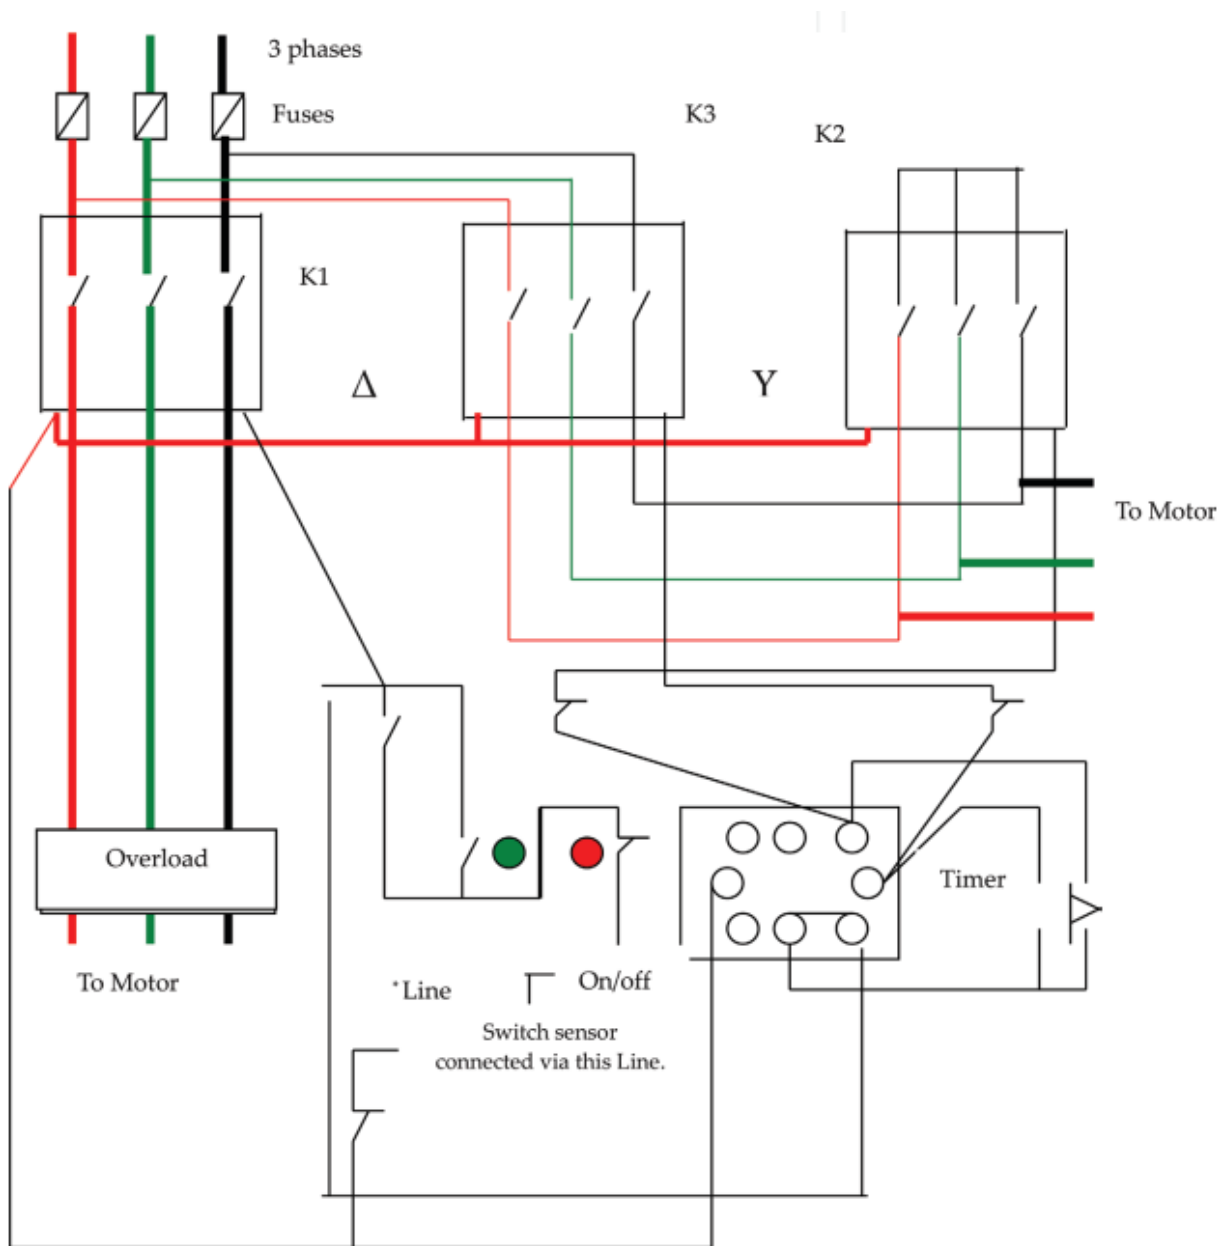 3 phases
Fuses
K3
K2
K1
Δ
Y
To Motor
Overload
Timer
To Motor
*Line
On/off
Switch sensor
connected via this Line.